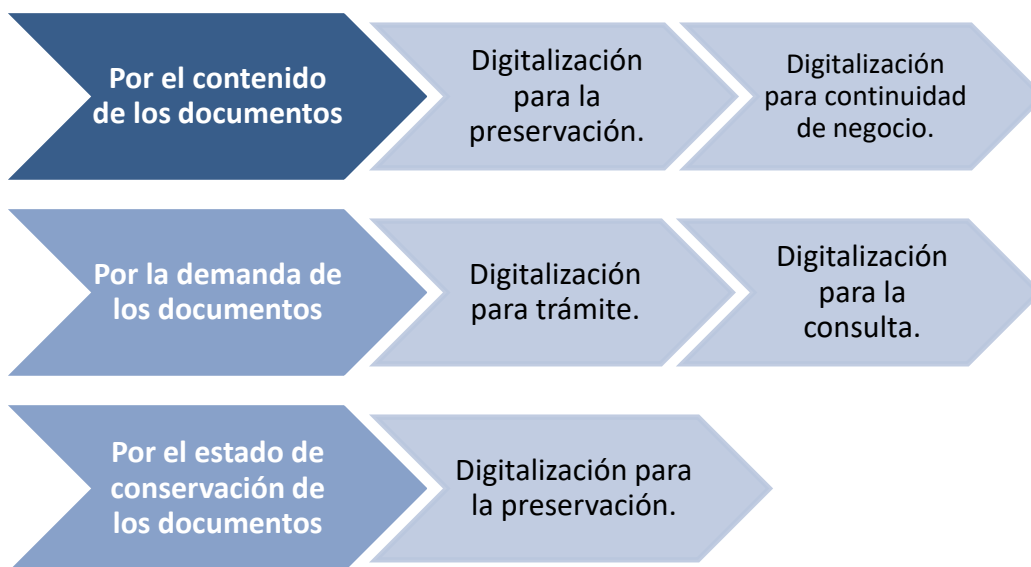 Por el contenido
de los documentos
Digitalización
para la
preservación.
Digitalización
para continuidad
de negocio.
Por la demanda de
los documentos
Digitalización
para trámite.
Digitalización
para la
consulta.
Por el estado de
conservación de
los documentos
Digitalización para
la preservación.